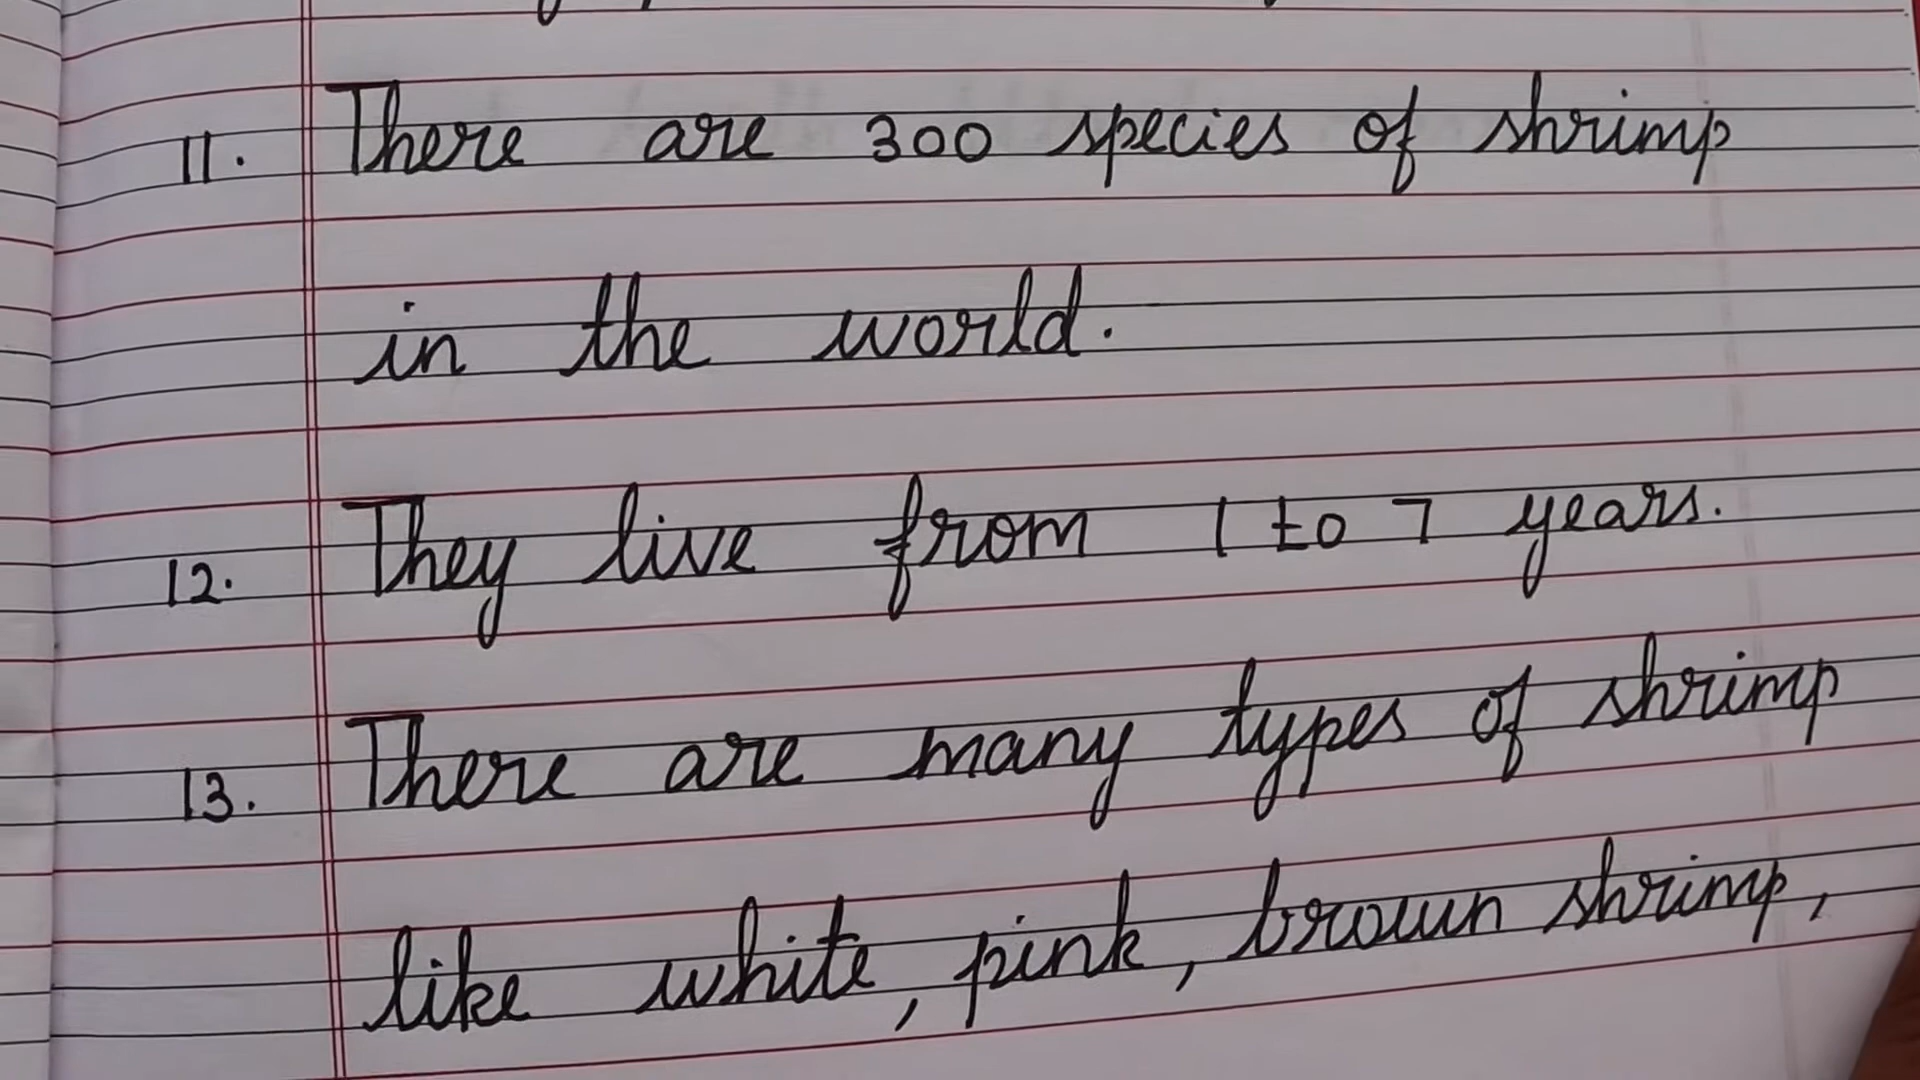 11. There are 300 species of shrimp
in the world.
12. They live from 1 to 7 years.
13. There are many types of shrimp
like white, pink, brown shrimp,